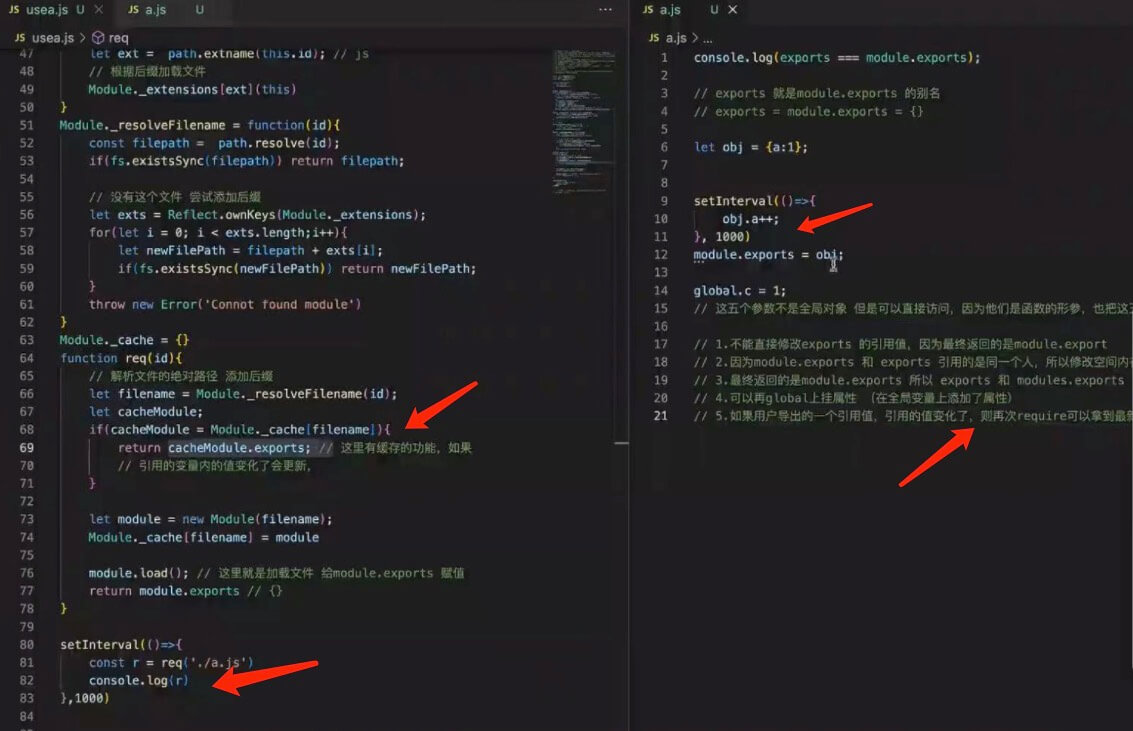 JS usea.js U ×
JS a.js U
...
JS usea.js > req
47 let ext = path.extname(this.id); // js
48 // 根据后缀加载文件
49 Module._extensions[ext](this)
50 }
51 Module._resolveFilename = function(id){
52 const filepath = path.resolve(id);
53 if(fs.existsSync(filepath)) return filepath;
54
55 // 没有这个文件 尝试添加后缀
56 let exts = Reflect.ownKeys(Module._extensions);
57 for(let i = 0; i < exts.length;i++){
58 let newFilePath = filepath + exts[i];
59 if(fs.existsSync(newFilePath)) return newFilePath;
60 }
61 throw new Error('Connot found module')
62 }
63 Module._cache = {}
64 function req(id){
65 // 解析文件的绝对路径 添加后缀
66 let filename = Module._resolveFilename(id);
67 let cacheModule;
68 if(cacheModule = Module._cache[filename]){
69 return cacheModule.exports; // 这里有缓存的功能，如果
70 // 引用的变量内的值变化了会更新，
71 }
72
73 let module = new Module(filename);
74 Module._cache[filename] = module
75
76 module.load(); // 这里就是加载文件 给module.exports 赋值
77 return module.exports // {}
78 }
79
80 setInterval(()=>{
81 const r = req('./a.js')
82 console.log(r)
83 },1000)
84
JS a.js U ×
JS a.js > ...
1 console.log(exports === module.exports);
2
3 // exports 就是module.exports 的别名
4 // exports = module.exports = {}
5
6 let obj = {a:1};
7
8
9 setInterval(()=>{
10 obj.a++;
11 }, 1000)
12 module.exports = obj;
13
14 global.c = 1;
15 // 这五个参数不是全局对象 但是可以直接访问，因为他们是函数的形参，也把这
16
17 // 1.不能直接修改exports 的引用值，因为最终返回的是module.export
18 // 2.因为module.exports 和 exports 引用的是同一个人，所以修改空间内
19 // 3.最终返回的是module.exports 所以 exports 和 modules.exports
20 // 4.可以再global上挂属性 （在全局变量上添加了属性）
21 // 5.如果用户导出的一个引用值，引用的值变化了，则再次require可以拿到最